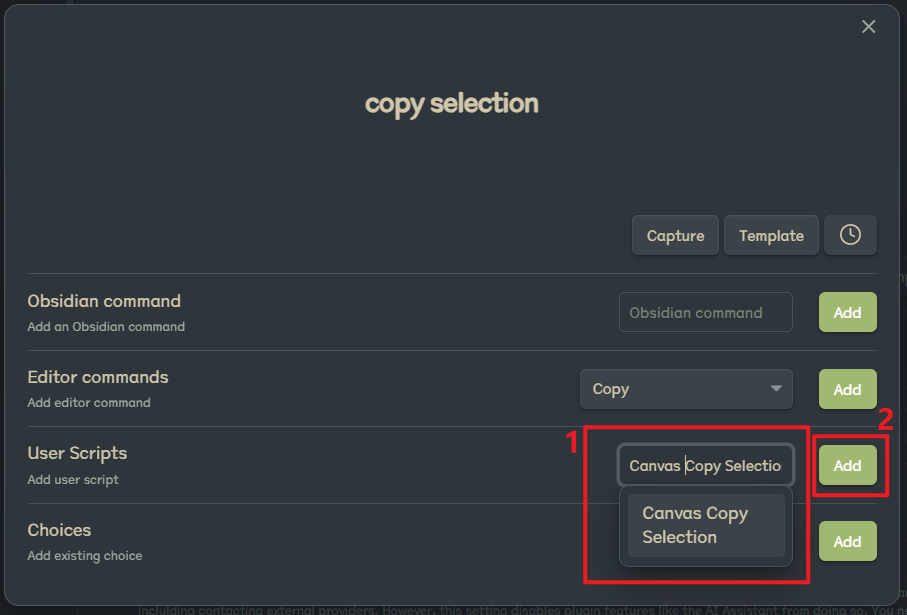 copy selection
Capture Template
Obsidian command
Add an Obsidian command
Obsidian command
Add
Editor commands
Add editor command
Copy
Add
1
2
User Scripts
Add user script
Canvas Copy Selectio
Add
Canvas Copy
Selection
Choices
Add existing choice
Add
including contacting external providers. However, this setting disables plugin features like the AI Assistant from doing so. You